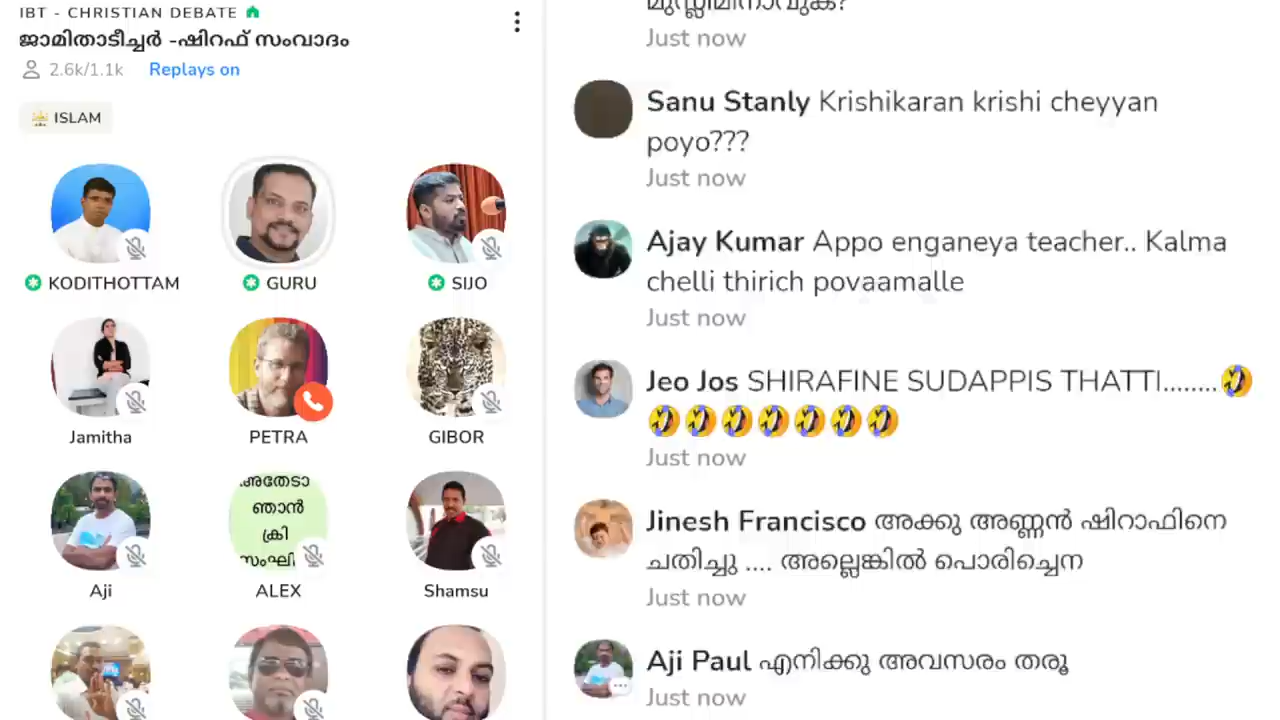 IBT - CHRISTIAN DEBATE
ജാമിതാടീച്ചർ -ഷിറഫ് സംവാദം
2.6k/1.1k Replays on
ISLAM
KODITHOTTAM GURU SIJO
Jamitha PETRA GIBOR
അതേടാ
ഞാൻ
ക്രി
സംഘി..
Aji ALEX Shamsu
മുസ്ലിമാവുക?
Just now
Sanu Stanly Krishikaran krishi cheyyan
poyo???
Just now
Ajay Kumar Appo enganeya teacher.. Kalma
chelli thirich povaamalle
Just now
Jeo Jos SHIRAFINE SUDAPPIS THATTI........🤣
🤣🤣🤣🤣🤣🤣🤣
Just now
Jinesh Francisco അക്കു അണ്ണൻ ഷിറാഫിനെ
ചതിച്ചു .... അല്ലെങ്കിൽ പൊരിച്ചെന
Just now
Aji Paul എനിക്കു അവസരം തരൂ
Just now